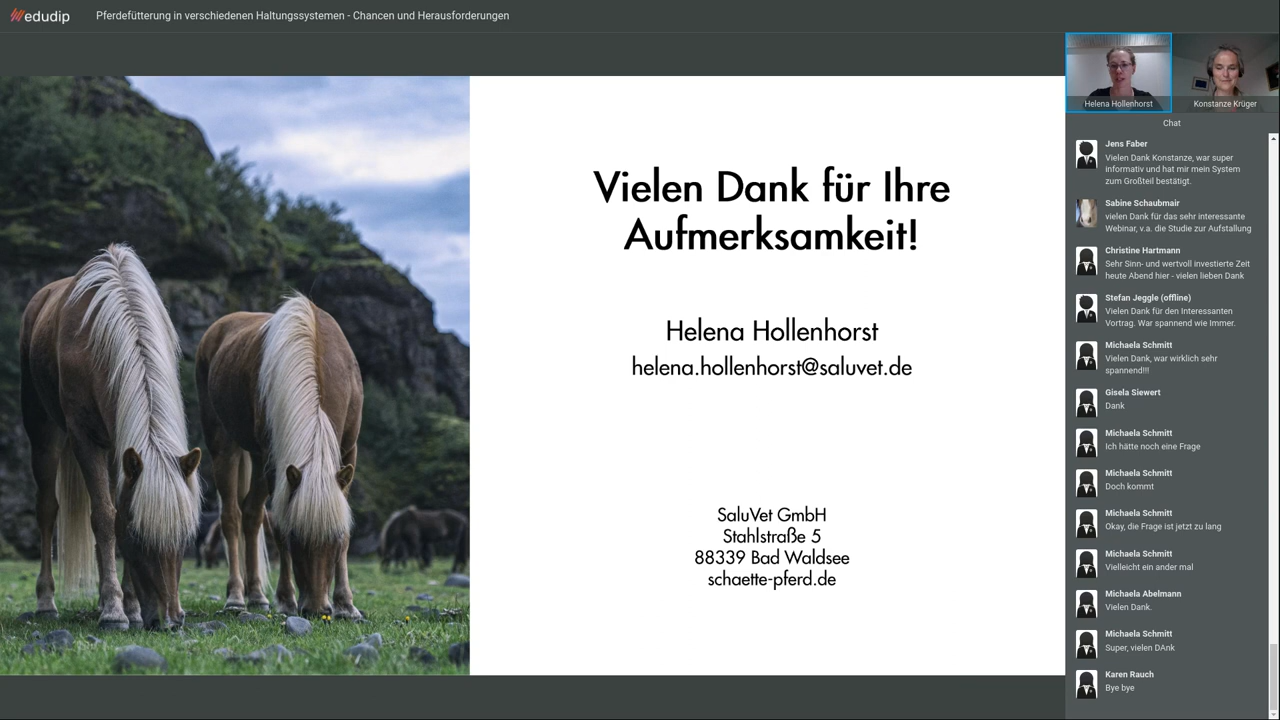 edudip
Pferdefütterung in verschiedenen Haltungssystemen - Chancen und Herausforderungen
Helena Hollenhorst
Konstanze Krüger
Vielen Dank für Ihre
Aufmerksamkeit!
Helena Hollenhorst
helena.hollenhorst@saluvet.de
SaluVet GmbH
Stahlstraße 5
88339 Bad Waldsee
schaette-pferd.de
Chat
Jens Faber
Vielen Dank Konstanze, war super
informativ und hat mir mein System
zum Großteil bestätigt.
Sabine Schaubmair
vielen Dank für das sehr interessante
Webinar, v.a. die Studie zur Aufstallung
Christine Hartmann
Sehr Sinn- und wertvoll investierte Zeit
heute Abend hier - vielen lieben Dank
Stefan Jeggle (offline)
Vielen Dank für den Interessanten
Vortrag. War spannend wie Immer.
Michaela Schmitt
Vielen Dank, war wirklich sehr
spannend!!!
Gisela Siewert
Dank
Michaela Schmitt
Ich hätte noch eine Frage
Michaela Schmitt
Doch kommt
Michaela Schmitt
Okay, die Frage ist jetzt zu lang
Michaela Schmitt
Vielleicht ein ander mal
Michaela Abelmann
Vielen Dank.
Michaela Schmitt
Super, vielen DAnk
Karen Rauch
Bye bye